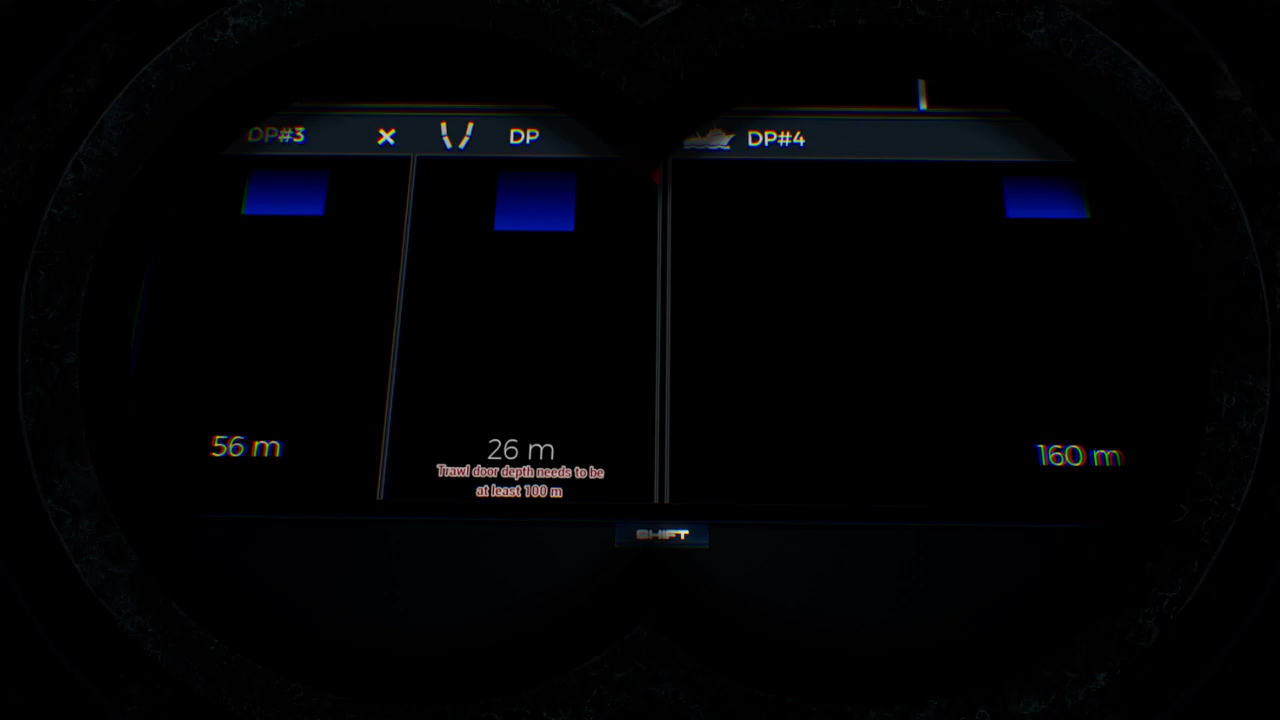 DP#3
DP
DP#4
56 m
26 m
160 m
Trawl door depth needs to be
at least 100 m
SHIFT